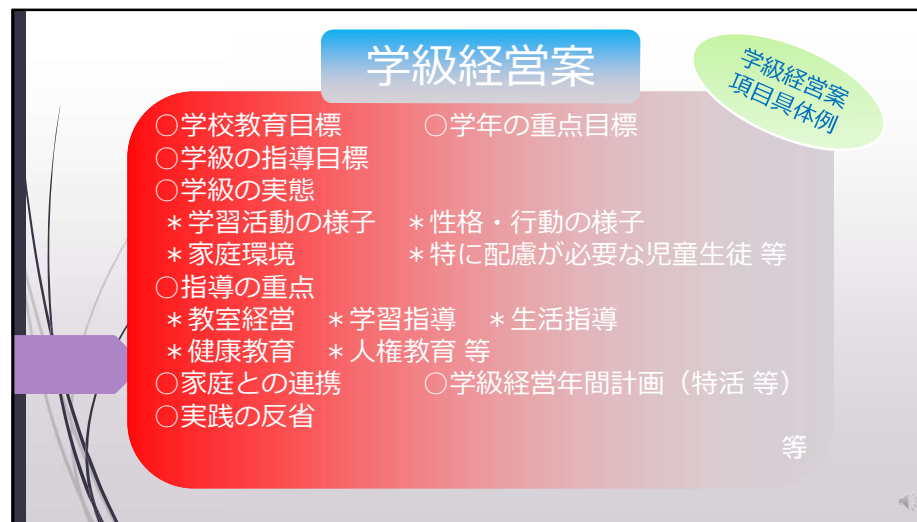 学級経営案
学級経営案
項目具体例
○学校教育目標 ○学年の重点目標
○学級の指導目標
○学級の実態
＊学習活動の様子 ＊性格・行動の様子
＊家庭環境 ＊特に配慮が必要な児童生徒 等
○指導の重点
＊教室経営 ＊学習指導 ＊生活指導
＊健康教育 ＊人権教育 等
○家庭との連携 ○学級経営年間計画（特活 等）
○実践の反省
等